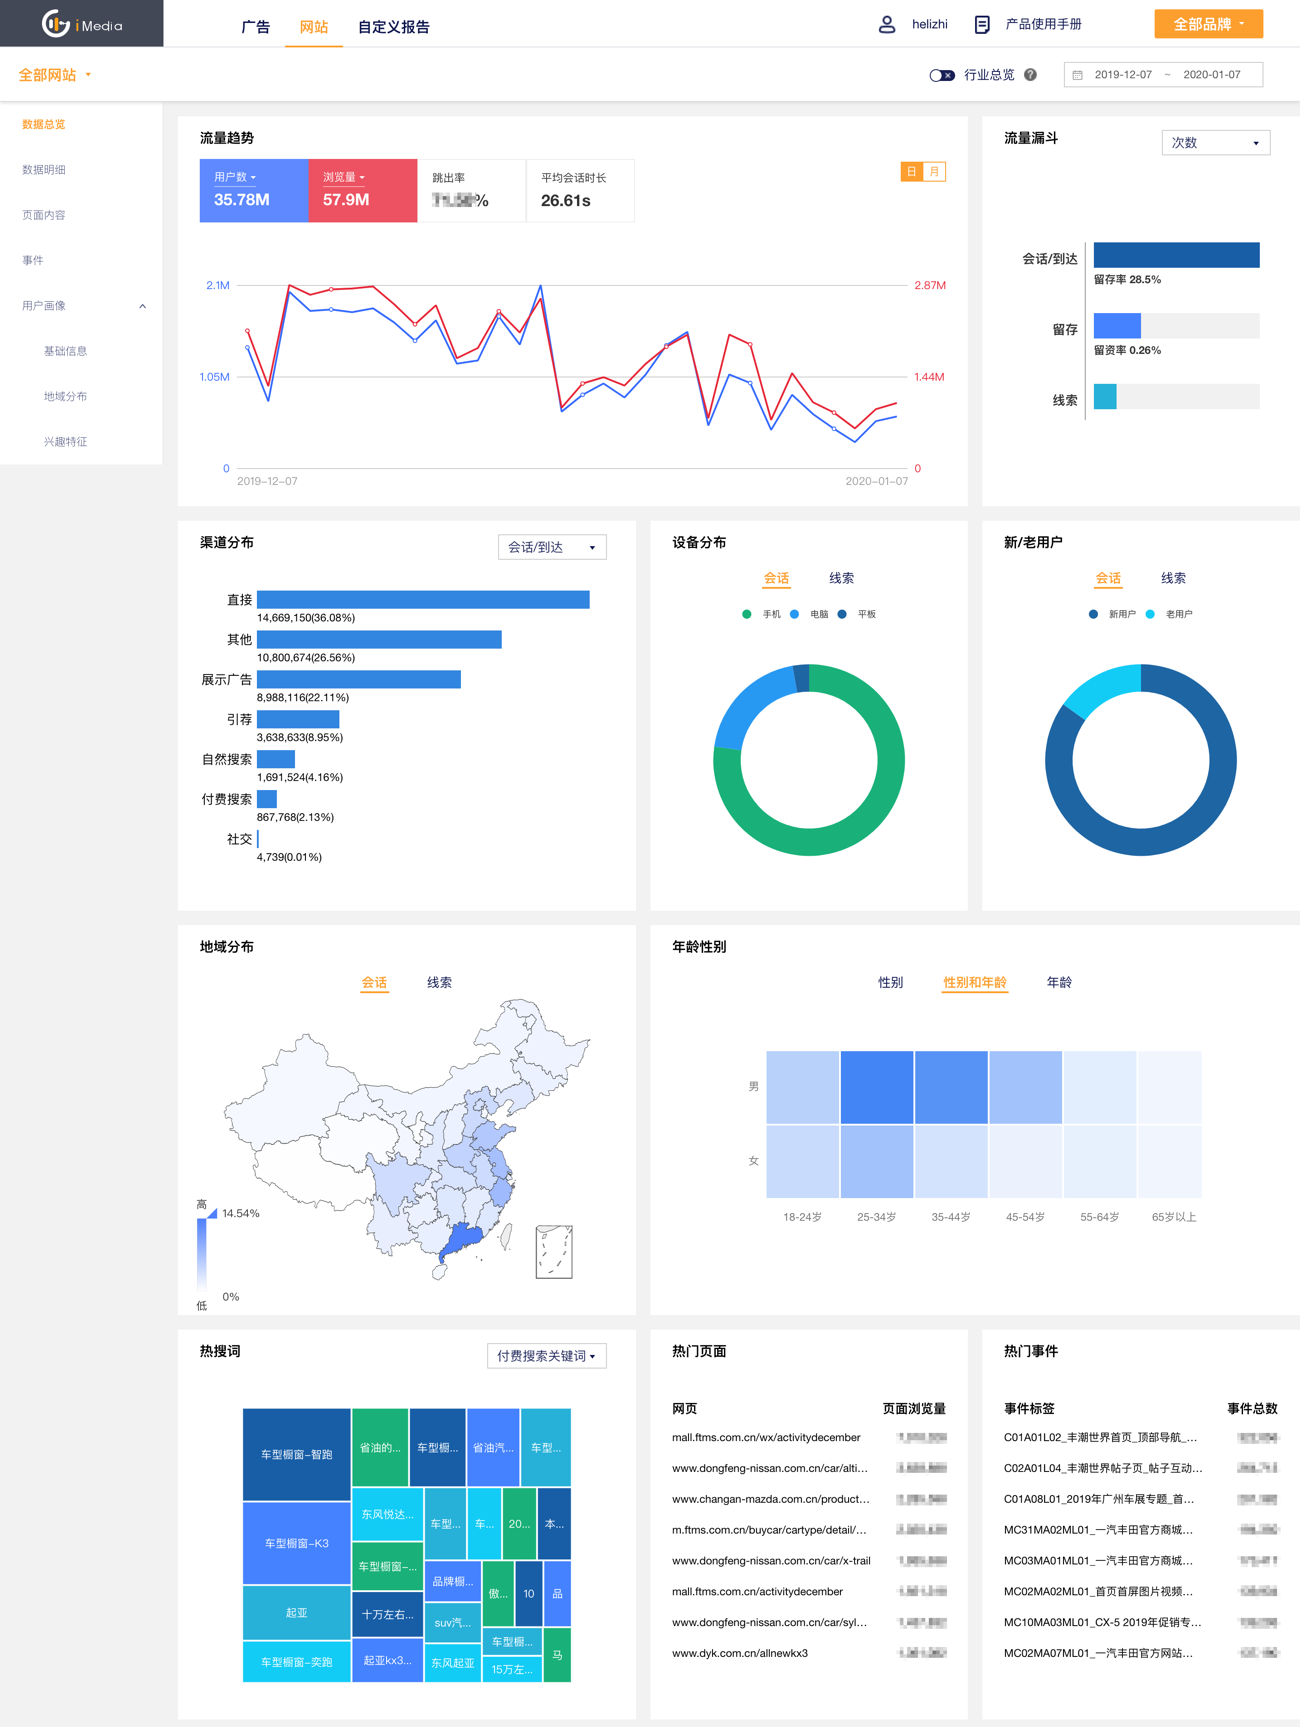 iMedia
广告 网站 自定义报告
helizhi 产品使用手册 全部品牌
全部网站
行业总览 ? 2019-12-07 ~ 2020-01-07
数据总览
数据明细
页面内容
事件
用户画像
基础信息
地域分布
兴趣特征
流量趋势
用户数 浏览量 跳出率 平均会话时长
35.78M 57.9M % 26.61s
日 月
2.1M 2.87M
1.05M 1.44M
0 0
2019-12-07 2020-01-07
流量漏斗
次数
会话/到达
留存率 28.5%
留存
留资率 0.26%
线索
渠道分布
会话/到达
直接
14,669,150(36.08%)
其他
10,800,674(26.56%)
展示广告
8,988,116(22.11%)
引荐
3,638,633(8.95%)
自然搜索
1,691,524(4.16%)
付费搜索
867,768(2.13%)
社交
4,739(0.01%)
设备分布
会话 线索
手机 电脑 平板
新/老用户
会话 线索
新用户 老用户
地域分布
会话 线索
高
14.54%
0%
低
年龄性别
性别 性别和年龄 年龄
男
女
18-24岁 25-34岁 35-44岁 45-54岁 55-64岁 65岁以上
热搜词
付费搜索关键词
车型橱窗-智跑
省油的...
车型橱...
省油汽...
车型...
车型橱窗-K3
东风悦达...
车型...
车...
20...
本...
车型橱窗-...
品牌橱...
傲...
10
品
起亚
十万左右...
suv汽...
车型橱...
马
车型橱窗-奕跑
起亚kx3...
东风起亚
15万左...
热门页面
网页 页面浏览量
mall.ftms.com.cn/wx/activitydecember
www.dongfeng-nissan.com.cn/car/alti...
www.changan-mazda.com.cn/product...
m.ftms.com.cn/buycar/cartype/detail/...
www.dongfeng-nissan.com.cn/car/x-trail
mall.ftms.com.cn/activitydecember
www.dongfeng-nissan.com.cn/car/syl...
www.dyk.com.cn/allnewkx3
热门事件
事件标签 事件总数
C01A01L02_丰潮世界首页_顶部导航_...
C02A01L04_丰潮世界帖子页_帖子互动...
C01A08L01_2019年广州车展专题_首...
MC31MA02ML01_一汽丰田官方商城...
MC03MA01ML01_一汽丰田官方商城...
MC02MA02ML01_首页首屏图片视频...
MC10MA03ML01_CX-5 2019年促销专...
MC02MA07ML01_一汽丰田官方网站...